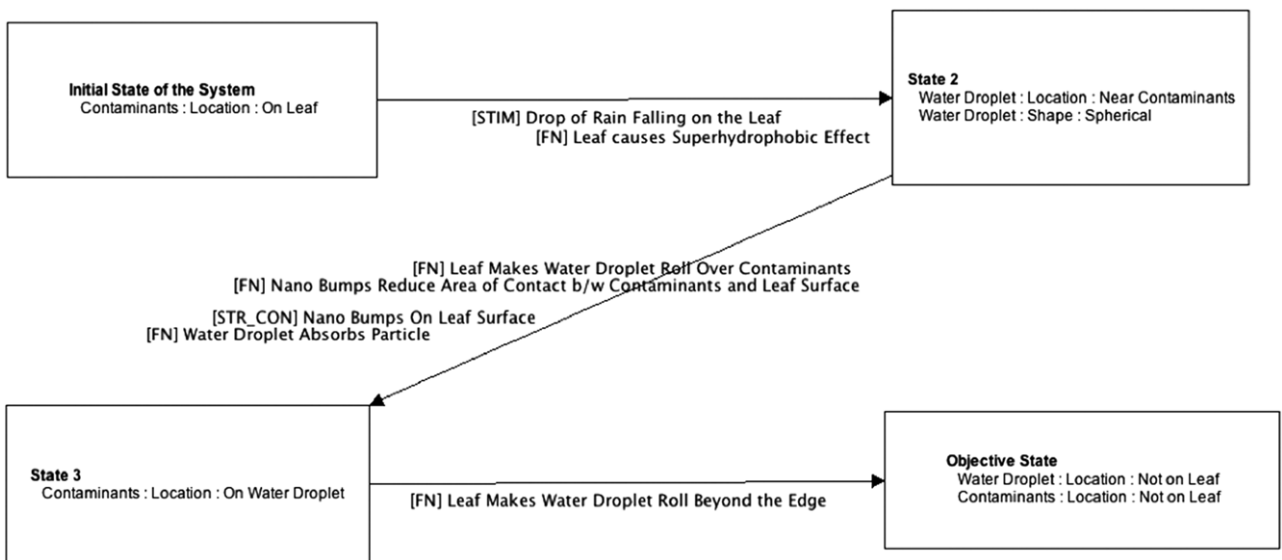 Initial State of the System
Contaminants : Location : On Leaf
[STIM] Drop of Rain Falling on the Leaf
[FN] Leaf causes Superhydrophobic Effect
State 2
Water Droplet : Location : Near Contaminants
Water Droplet : Shape : Spherical
[FN] Leaf Makes Water Droplet Roll Over Contaminants
[FN] Nano Bumps Reduce Area of Contact b/w Contaminants and Leaf Surface
[STR_CON] Nano Bumps On Leaf Surface
[FN] Water Droplet Absorbs Particle
State 3
Contaminants : Location : On Water Droplet
[FN] Leaf Makes Water Droplet Roll Beyond the Edge
Objective State
Water Droplet : Location : Not on Leaf
Contaminants : Location : Not on Leaf